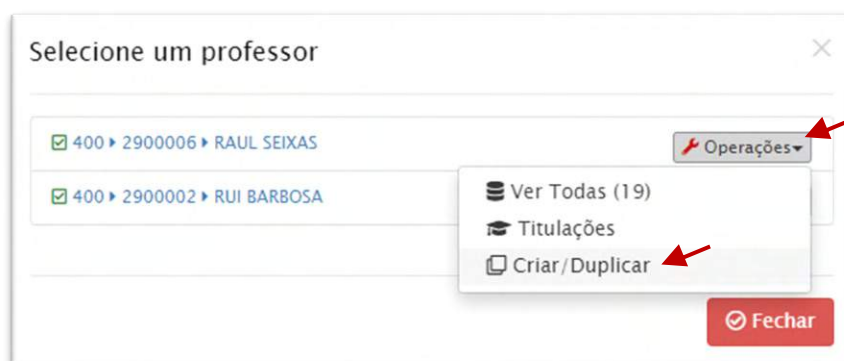 Selecione um professor
400 ▸ 2900006 ▸ RAUL SEIXAS
Operações
400 ▸ 2900002 ▸ RUI BARBOSA
Ver Todas (19)
Titulações
Criar/Duplicar
Fechar